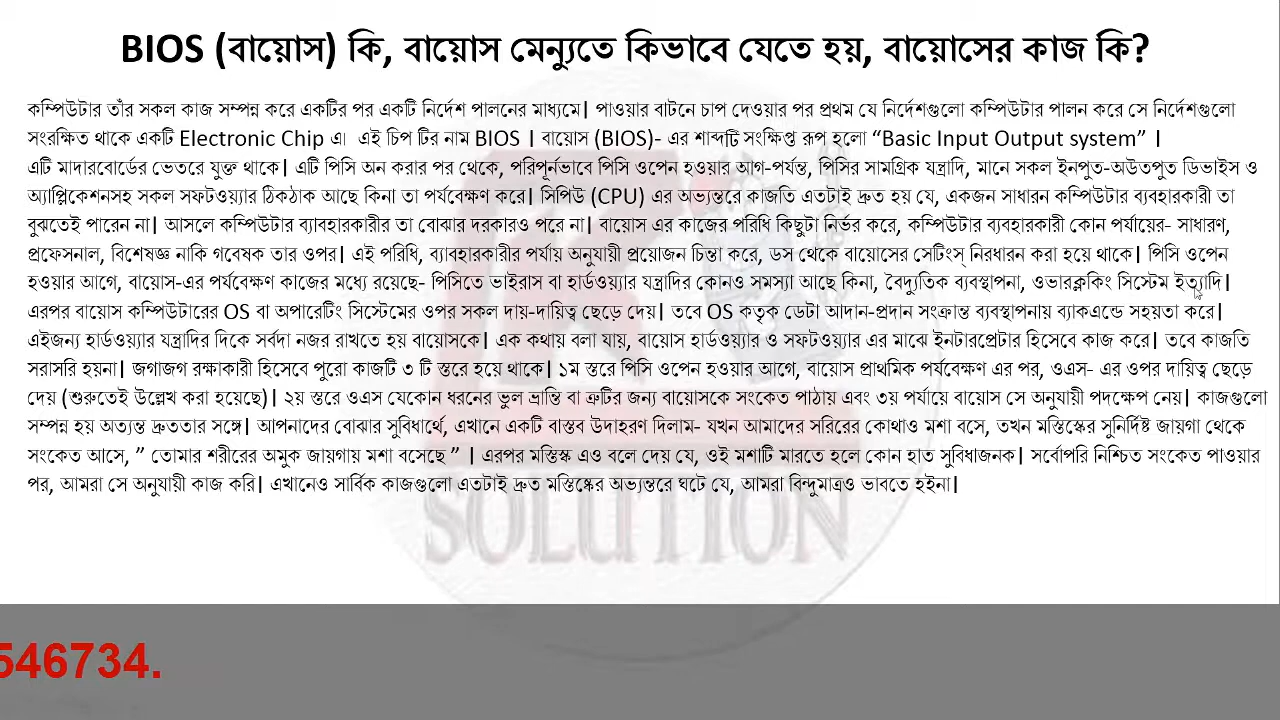 BIOS (বায়োস) কি, বায়োস মেন্যুতে কিভাবে যেতে হয়, বায়োসের কাজ কি?
কম্পিউটার তাঁর সকল কাজ সম্পন্ন করে একটির পর একটি নির্দেশ পালনের মাধ্যমে। পাওয়ার বাটনে চাপ দেওয়ার পর প্রথম যে নির্দেশগুলো কম্পিউটার পালন করে সে নির্দেশগুলো
সংরক্ষিত থাকে একটি Electronic Chip এ। এই চিপ টির নাম BIOS | বায়োস (BIOS)- এর শাব্দটি সংক্ষিপ্ত রূপ হলো “Basic Input Output system” |
এটি মাদারবোর্ডের ভেতরে যুক্ত থাকে। এটি পিসি অন করার পর থেকে, পরিপূর্নভাবে পিসি ওপেন হওয়ার আগ-পর্যন্ত, পিসির সামগ্রিক যন্ত্রাদি, মানে সকল ইনপুত-অউতপুত ডিভাইস ও
অ্যাপ্লিকেশনসহ সকল সফটওয়্যার ঠিকঠাক আছে কিনা তা পর্যবেক্ষণ করে। সিপিউ (CPU) এর অভ্যন্তরে কাজতি এতটাই দ্রুত হয় যে, একজন সাধারন কম্পিউটার ব্যবহারকারী তা
বুঝতেই পারেন না। আসলে কম্পিউটার ব্যাবহারকারীর তা বোঝার দরকারও পরে না। বায়োস এর কাজের পরিধি কিছুটা নির্ভর করে, কম্পিউটার ব্যবহারকারী কোন পর্যায়ের- সাধারণ,
প্রফেসনাল, বিশেষজ্ঞ নাকি গবেষক তার ওপর। এই পরিধি, ব্যাবহারকারীর পর্যায় অনুযায়ী প্রয়োজন চিন্তা করে, ডস থেকে বায়োসের সেটিংস্ নিরধারন করা হয়ে থাকে। পিসি ওপেন
হওয়ার আগে, বায়োস-এর পর্যবেক্ষণ কাজের মধ্যে রয়েছে- পিসিতে ভাইরাস বা হার্ডওয়্যার যন্ত্রাদির কোনও সমস্যা আছে কিনা, বৈদ্যুতিক ব্যবস্থাপনা, ওভারক্লকিং সিস্টেম ইত্যাদি।
এরপর বায়োস কম্পিউটারের OS বা অপারেটিং সিস্টেমের ওপর সকল দায়-দায়িত্ব ছেড়ে দেয়। তবে OS কতৃক ডেটা আদান-প্রদান সংক্রান্ত ব্যবস্থাপনায় ব্যাকএন্ডে সহয়তা করে।
এইজন্য হার্ডওয়্যার যন্ত্রাদির দিকে সর্বদা নজর রাখতে হয় বায়োসকে। এক কথায় বলা যায়, বায়োস হার্ডওয়্যার ও সফটওয়্যার এর মাঝে ইনটারপ্রেটার হিসেবে কাজ করে। তবে কাজতি
সরাসরি হয়না। জগাজগ রক্ষাকারী হিসেবে পুরো কাজটি ৩ টি স্তরে হয়ে থাকে। ১ম স্তরে পিসি ওপেন হওয়ার আগে, বায়োস প্রাথমিক পর্যবেক্ষণ এর পর, ওএস- এর ওপর দায়িত্ব ছেড়ে
দেয় (শুরুতেই উল্লেখ করা হয়েছে)। ২য় স্তরে ওএস যেকোন ধরনের ভুল ভ্রান্তি বা ত্রুটির জন্য বায়োসকে সংকেত পাঠায় এবং ৩য় পর্যায়ে বায়োস সে অনুযায়ী পদক্ষেপ নেয়। কাজগুলো
সম্পন্ন হয় অত্যন্ত দ্রুততার সঙ্গে। আপনাদের বোঝার সুবিধার্থে, এখানে একটি বাস্তব উদাহরণ দিলাম- যখন আমাদের সরিরের কোথাও মশা বসে, তখন মস্তিস্কের সুনির্দিষ্ট জায়গা থেকে
সংকেত আসে, ” তোমার শরীরের অমুক জায়গায় মশা বসেছে ” | এরপর মস্তিস্ক এও বলে দেয় যে, ওই মশাটি মারতে হলে কোন হাত সুবিধাজনক। সর্বোপরি নিশ্চিত সংকেত পাওয়ার
পর, আমরা সে অনুযায়ী কাজ করি। এখানেও সার্বিক কাজগুলো এতটাই দ্রুত মস্তিষ্কের অভ্যন্তরে ঘটে যে, আমরা বিন্দুমাত্রও ভাবতে হইনা।
SOLUTION
546734.